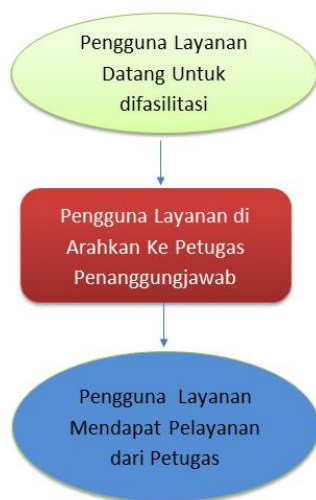 Pengguna Layanan
Datang Untuk
difasilitasi
Pengguna Layanan di
Arahkan Ke Petugas
Penanggungjawab
Pengguna Layanan
Mendapat Pelayanan
dari Petugas